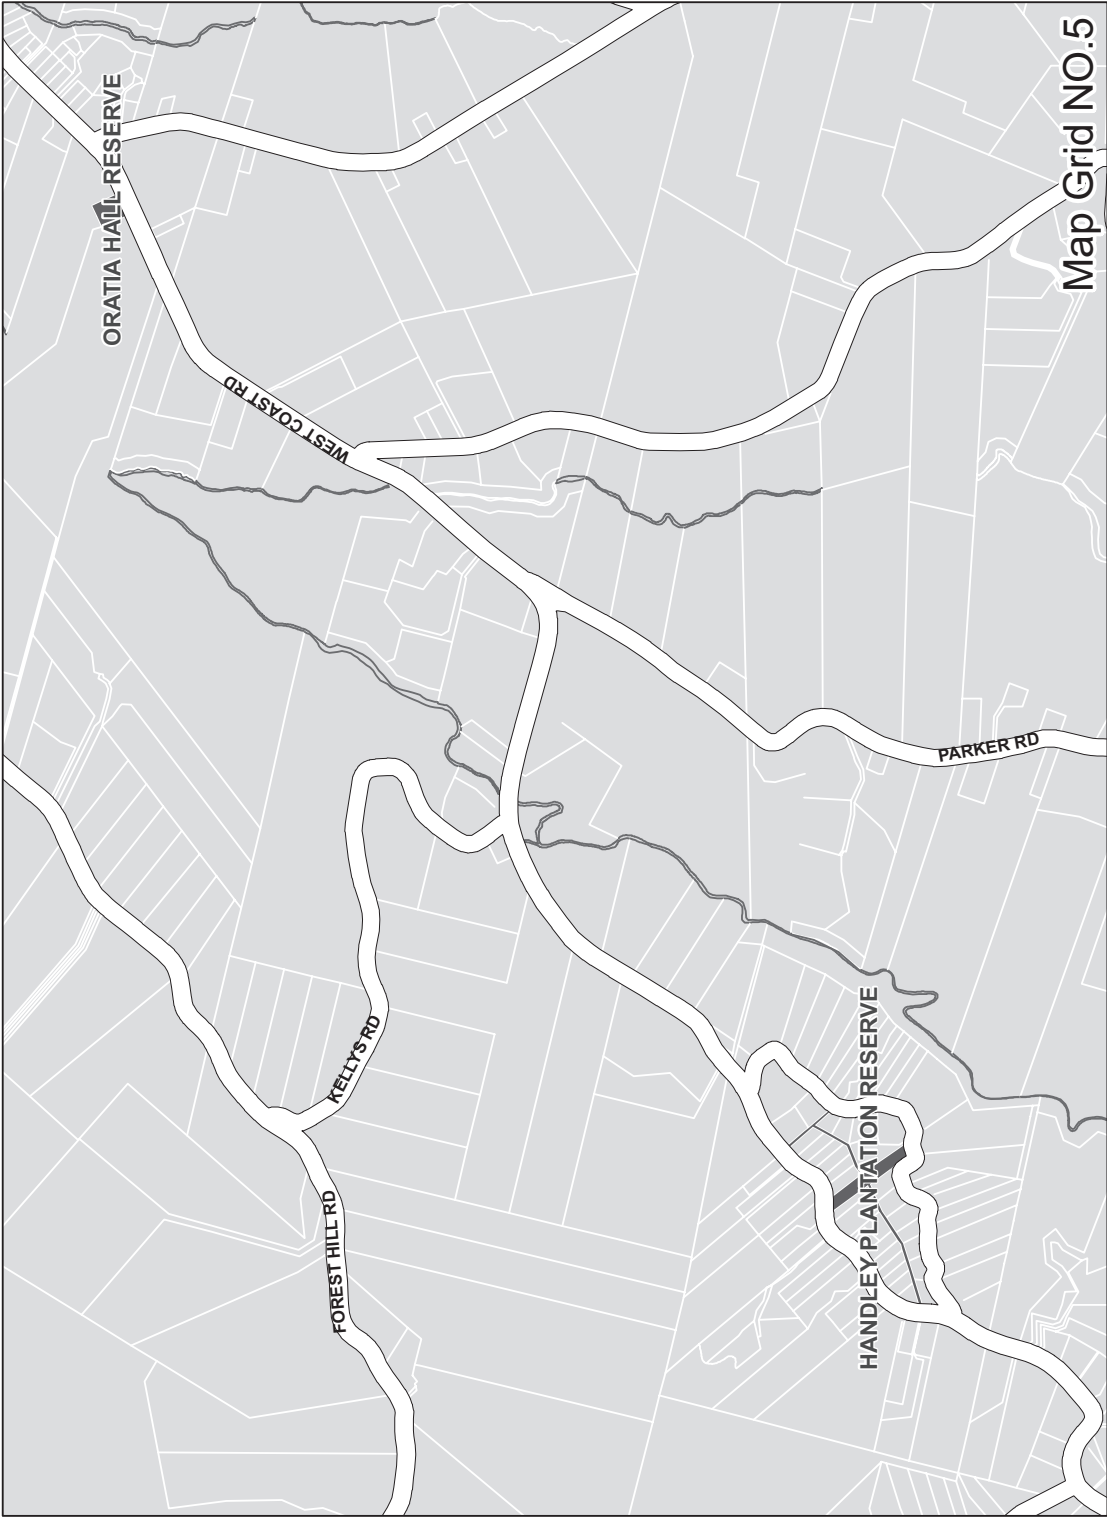 ORATIA HALL RESERVE
WEST COAST RD
PARKER RD
KELLYS RD
FOREST HILL RD
HANDLEY PLANTATION RESERVE
Map Grid NO.5